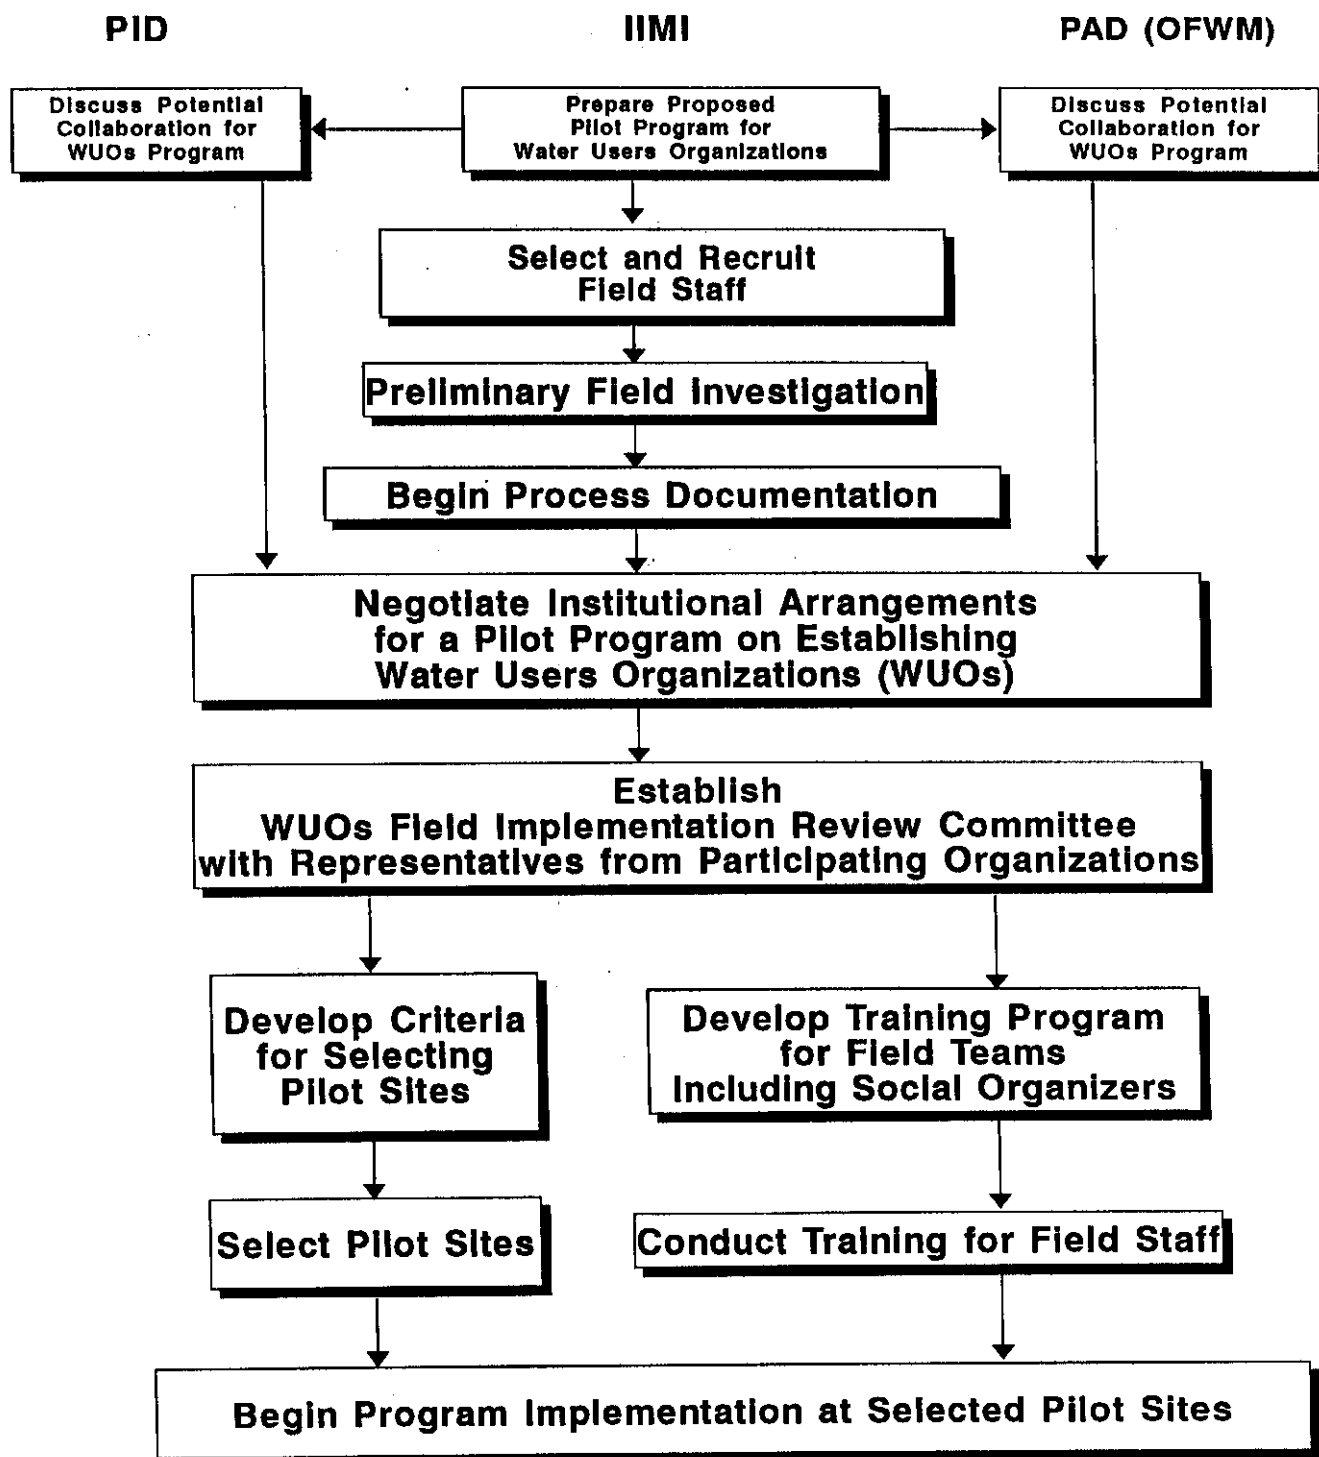 PID
IIMI
PAD (OFWM)
Discuss Potential
Collaboration for
WUOs Program
Prepare Proposed
Pilot Program for
Water Users Organizations
Discuss Potential
Collaboration for
WUOs Program
Select and Recruit
Field Staff
Preliminary Field Investigation
Begin Process Documentation
Negotiate Institutional Arrangements
for a Pilot Program on Establishing
Water Users Organizations (WUOs)
Establish
WUOs Field Implementation Review Committee
with Representatives from Participating Organizations
Develop Criteria
for Selecting
Pilot Sites
Develop Training Program
for Field Teams
Including Social Organizers
Select Pilot Sites
Conduct Training for Field Staff
Begin Program Implementation at Selected Pilot Sites